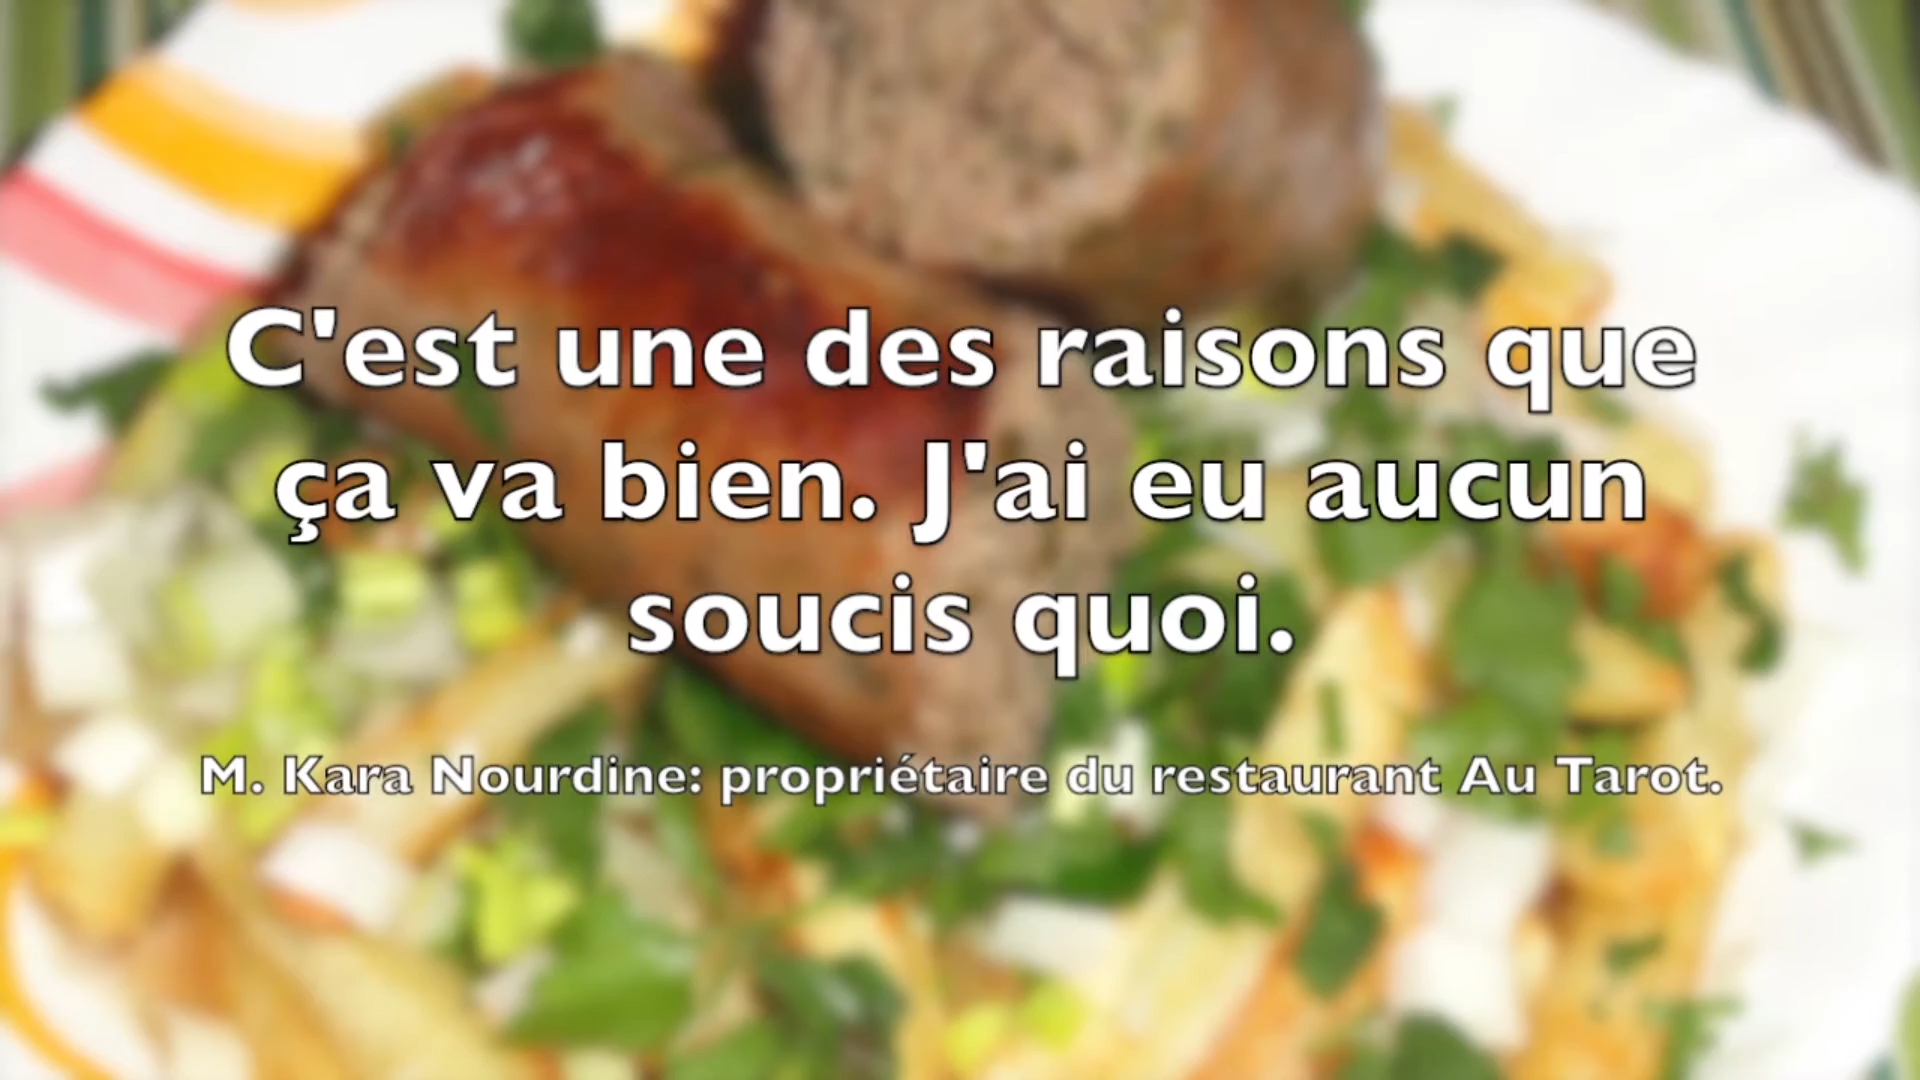 C'est une des raisons que
ça va bien. J'ai eu aucun
soucis quoi.
M. Kara Nourdine: propriétaire du restaurant Au Tarot.